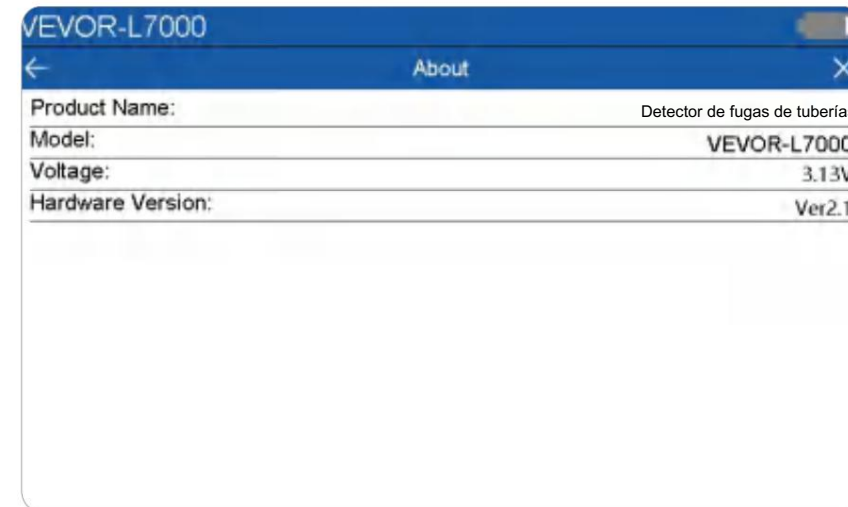 VEVOR-L7000
← About ×
Product Name: Detector de fugas de tubería
Model: VEVOR-L7000
Voltage: 3.13V
Hardware Version: Ver2.1